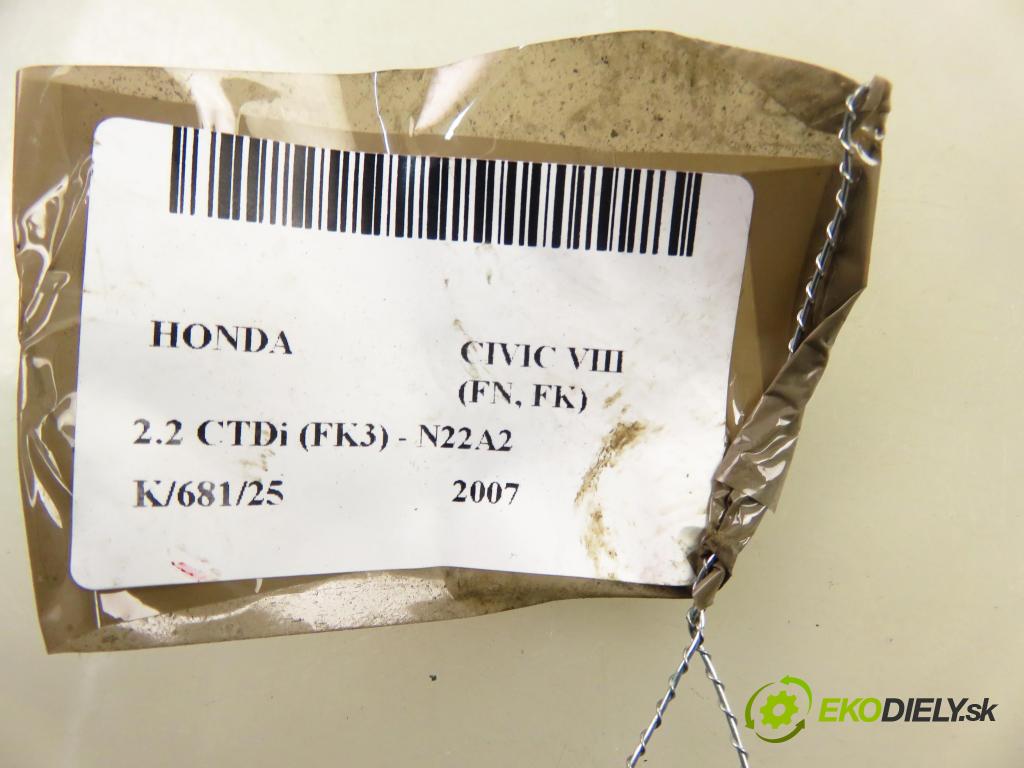 HONDA CIVIC VIII
(FN, FK)
2.2 CTDi (FK3) - N22A2
K/681/25 2007
EKODIELY.sk